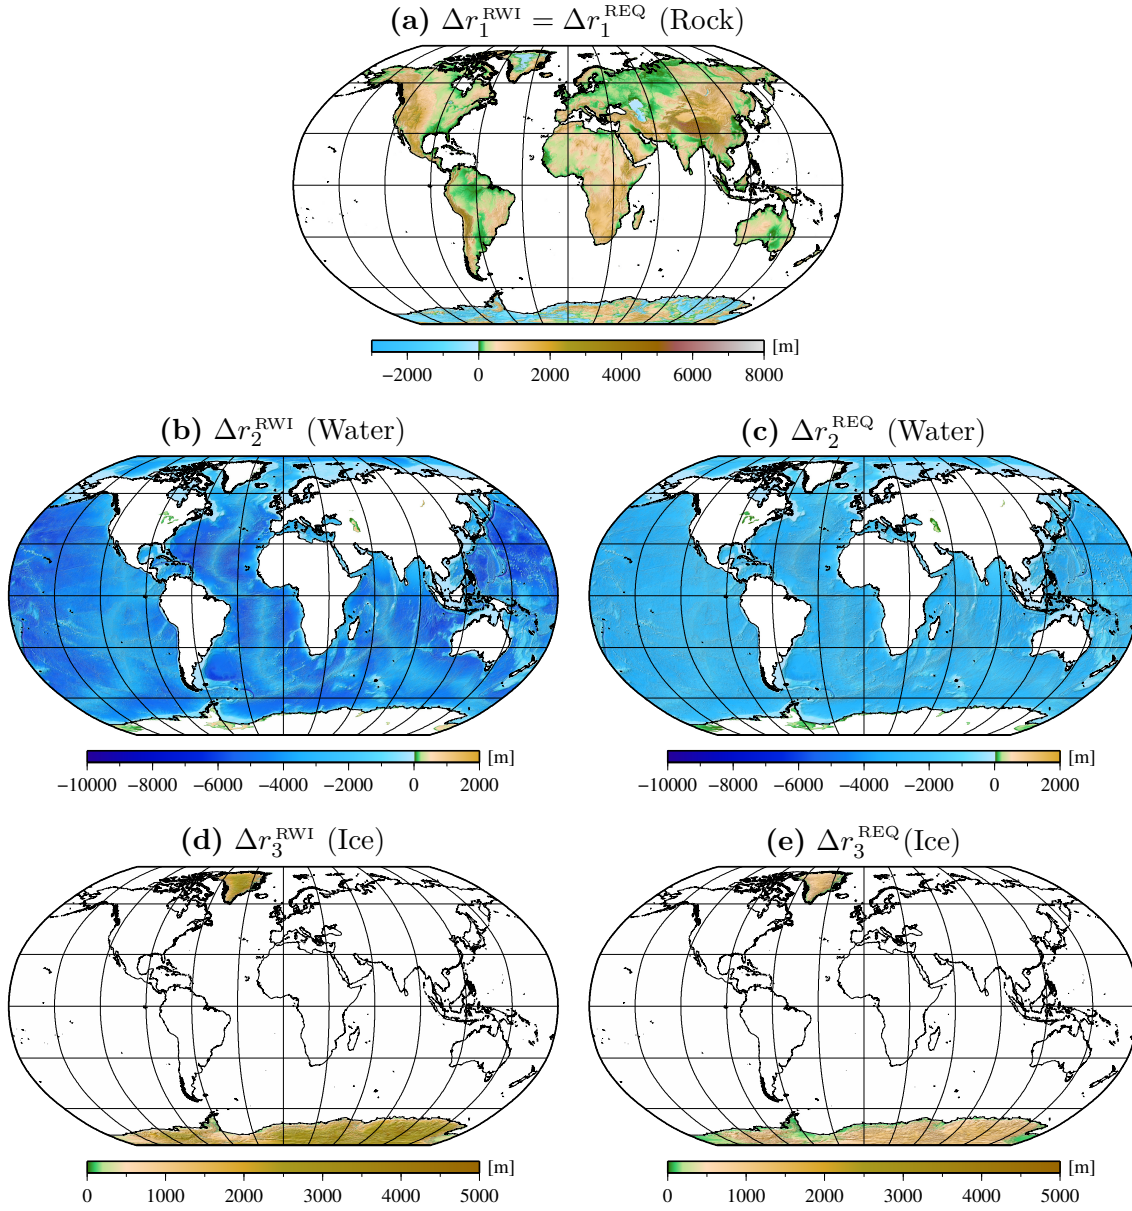 (a) Δr₁^RWI = Δr₁^REQ (Rock)
[m]
−2000 0 2000 4000 6000 8000
(b) Δr₂^RWI (Water)
(c) Δr₂^REQ (Water)
[m]
−10000 −8000 −6000 −4000 −2000 0 2000
[m]
−10000 −8000 −6000 −4000 −2000 0 2000
(d) Δr₃^RWI (Ice)
(e) Δr₃^REQ(Ice)
[m]
0 1000 2000 3000 4000 5000
[m]
0 1000 2000 3000 4000 5000